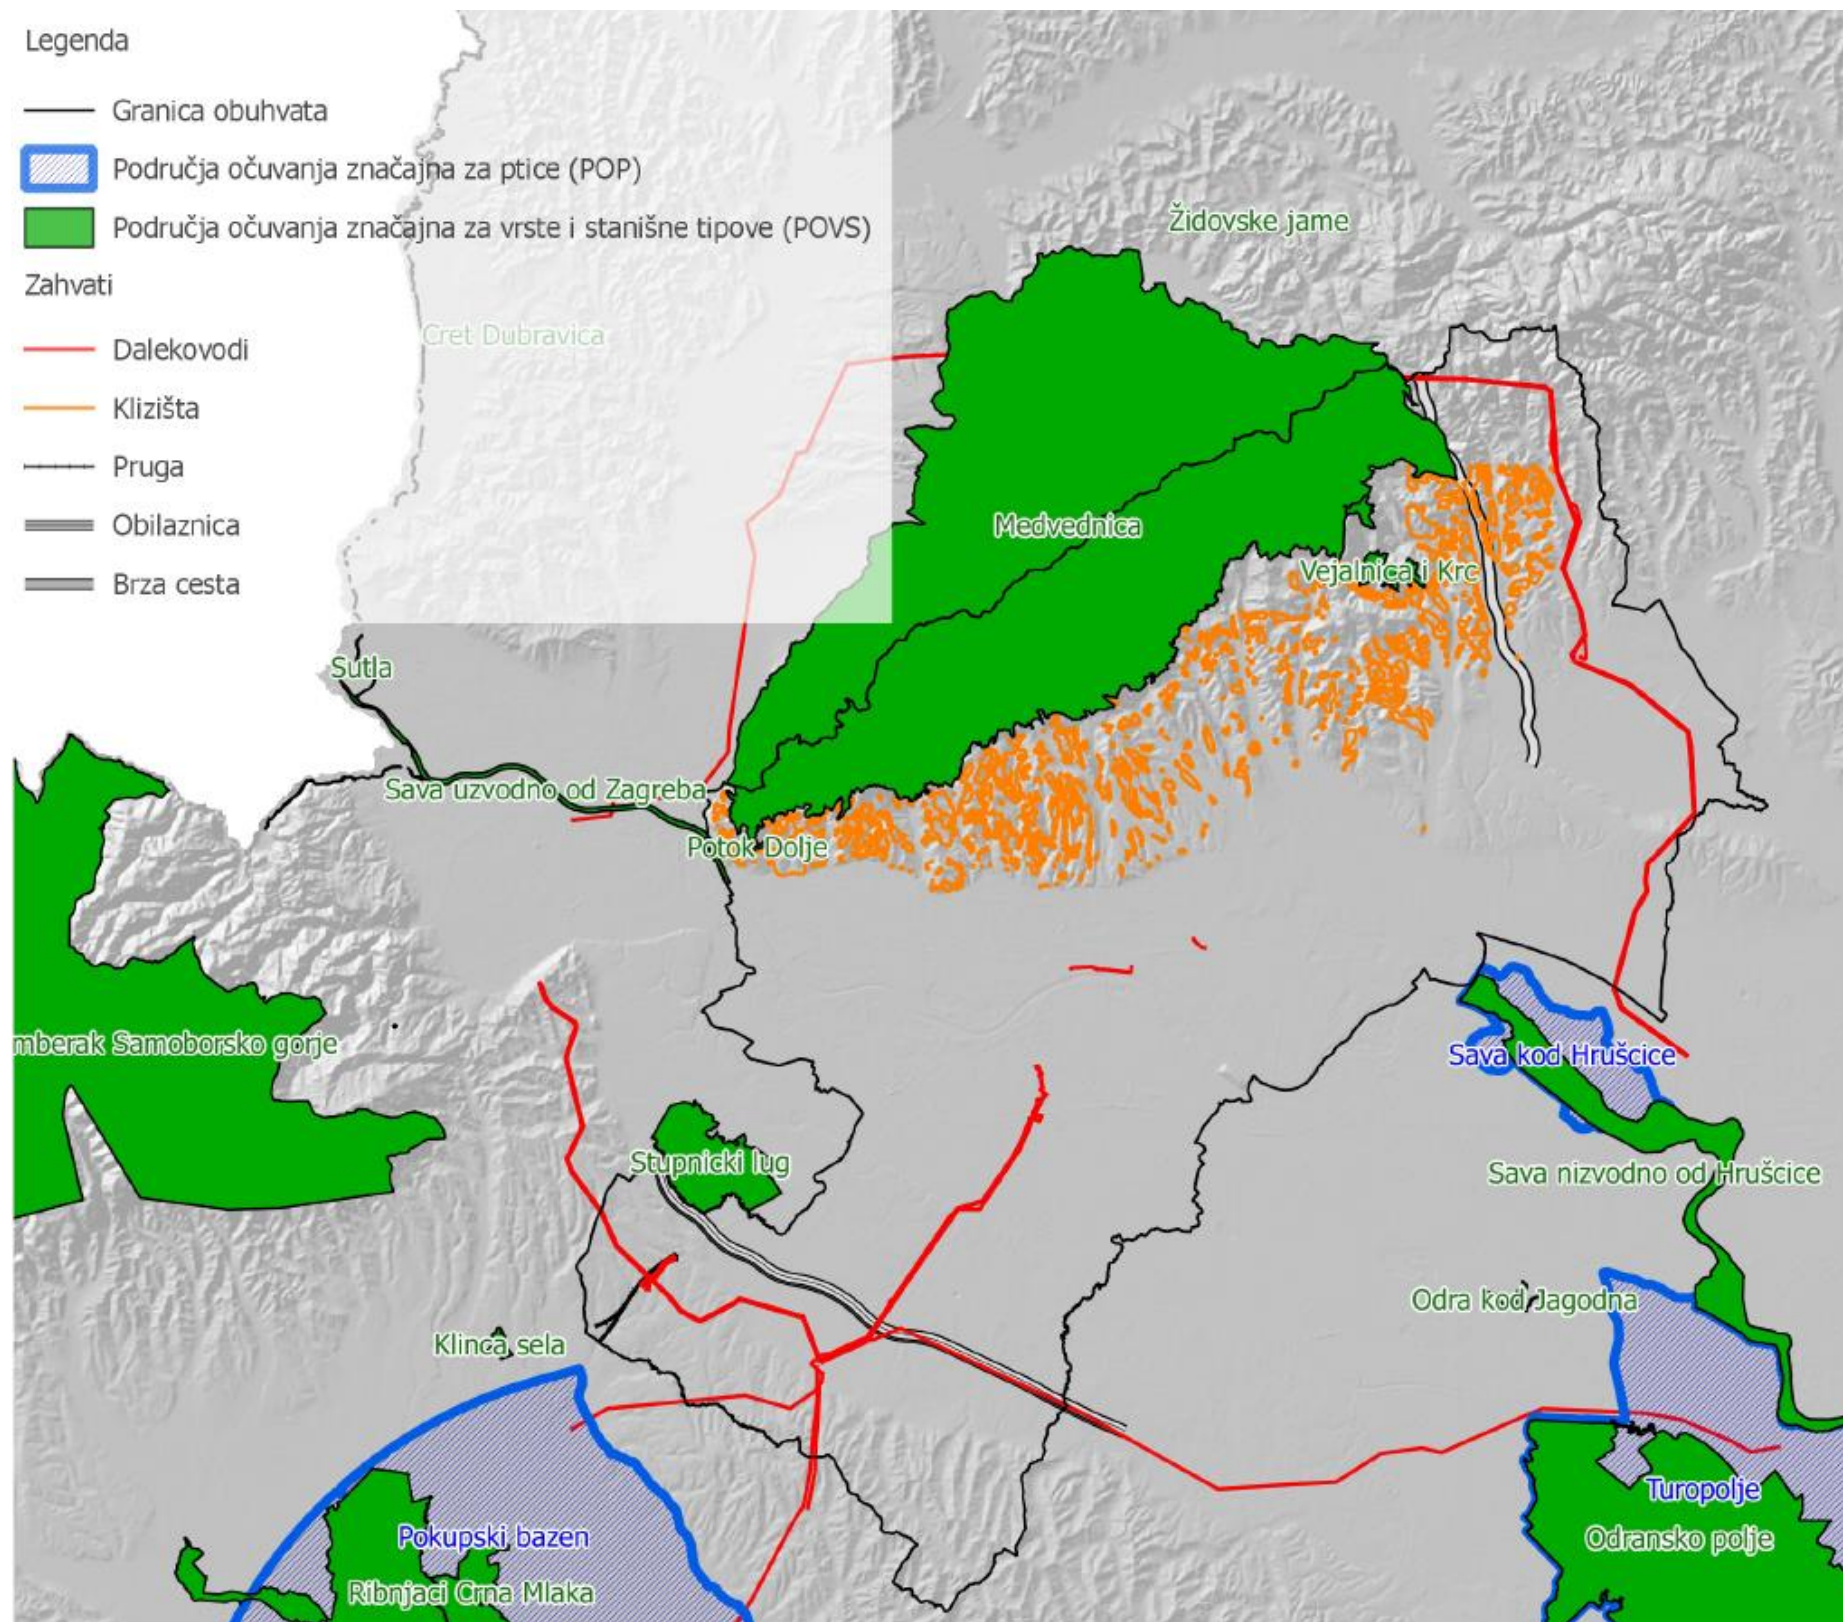 Legenda
Granica obuhvata
Područja očuvanja značajna za ptice (POP)
Područja očuvanja značajna za vrste i stanišne tipove (POVS)
Zahvati
Dalekovodi
Klizišta
Pruga
Obilaznica
Brza cesta
Židovske jame
Cret Dubravica
Medvednica
Vejalnica i Krc
Sutla
Sava uzvodno od Zagreba
Potok Dolje
mberak Samoborsko gorje
Sava kod Hrušcice
Stupnicki lug
Sava nizvodno od Hrušcice
Odra kod Jagodna
Klinca sela
Turopolje
Pokupski bazen
Odransko polje
Ribnjaci Crna Mlaka